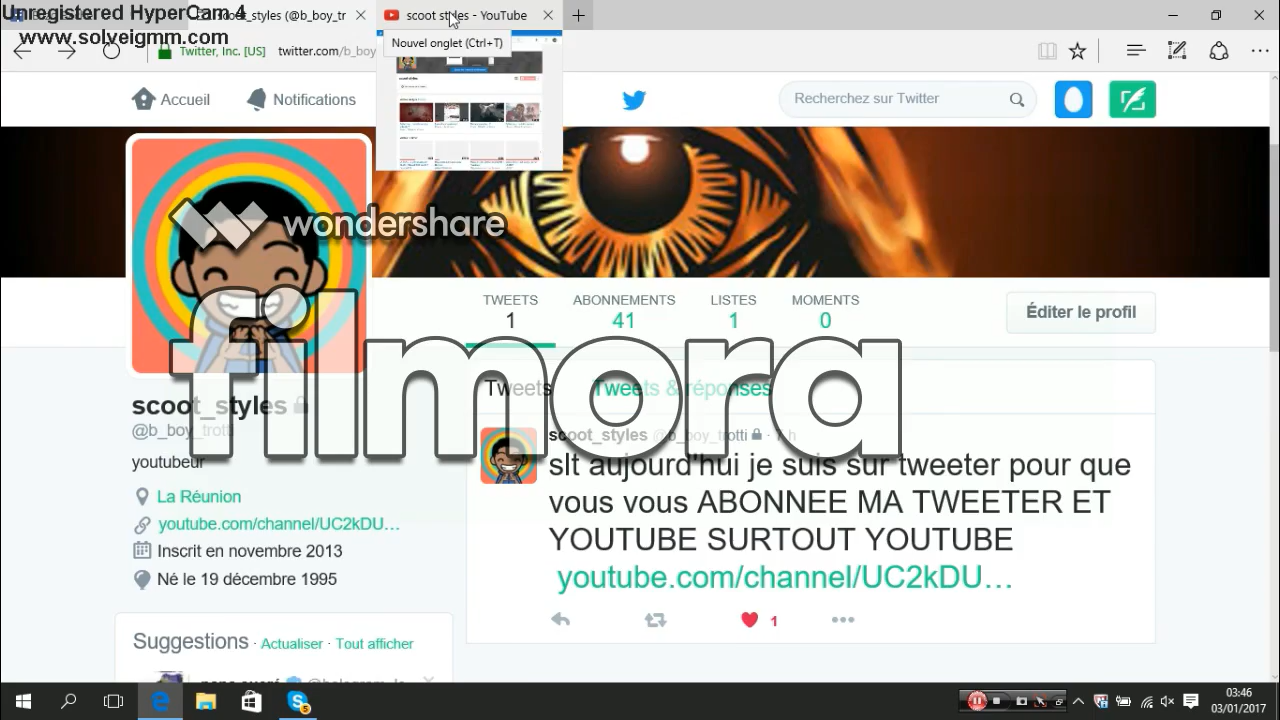 Unregistered HyperCam 4
www.solveigmm.com
scoot_styles (@b_boy_tr
scoot styles - YouTube
Nouvel onglet (Ctrl+T)
Twitter, Inc. [US]
twitter.com/b_boy
Accueil
Notifications
wondershare
filmora
TWEETS
ABONNEMENTS
LISTES
MOMENTS
1
41
1
0
Éditer le profil
scoot_styles
@b_boy_trotti
youtubeur
La Réunion
youtube.com/channel/UC2kDU…
Inscrit en novembre 2013
Né le 19 décembre 1995
Tweets
Tweets & réponses
scoot_styles @b_boy_trotti
slt aujourd'hui je suis sur tweeter pour que
vous vous ABONNEE MA TWEETER ET
YOUTUBE SURTOUT YOUTUBE
youtube.com/channel/UC2kDU…
1
Suggestions · Actualiser · Tout afficher
03:46
03/01/2017